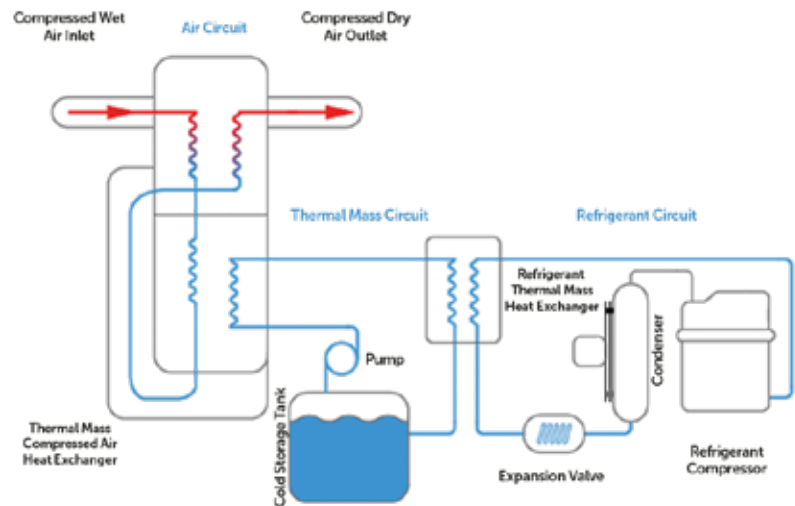 Compressed Wet
Air Inlet
Air Circuit
Compressed Dry
Air Outlet
Thermal Mass Circuit
Refrigerant Circuit
Refrigerant
Thermal Mass
Heat Exchanger
Condenser
Pump
Cold Storage Tank
Thermal Mass
Compressed Air
Heat Exchanger
Expansion Valve
Refrigerant
Compressor